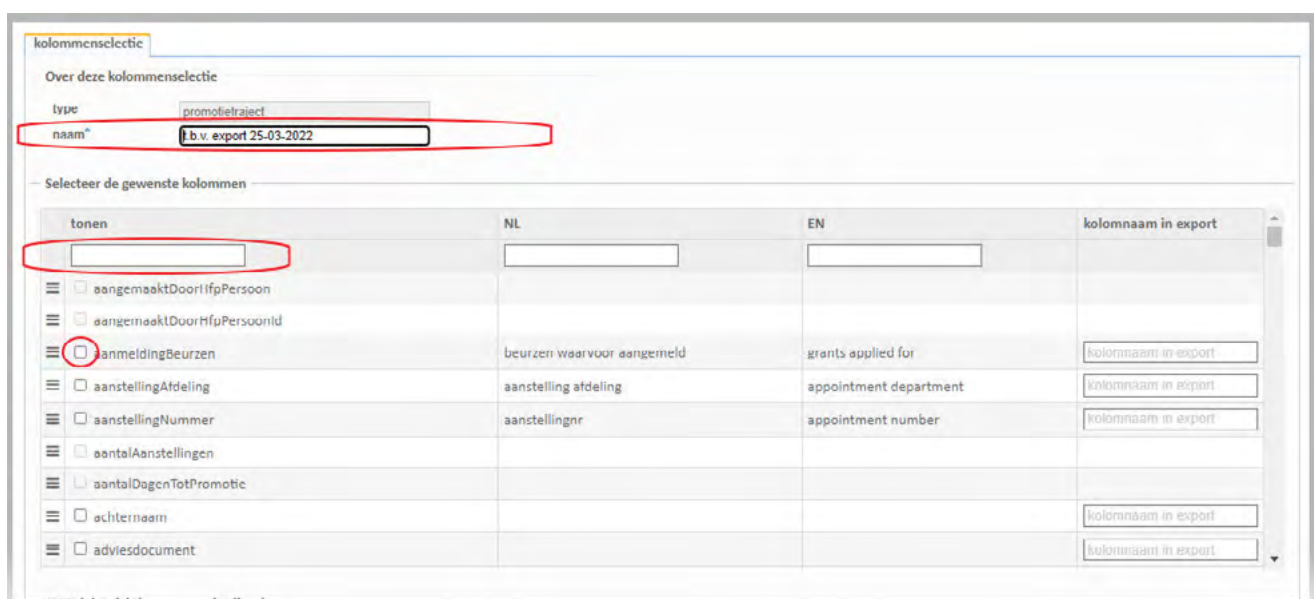 kolommenselectie
Over deze kolommenselectie
type promotietraject
naam* t.b.v. export 25-03-2022
Selecteer de gewenste kolommen
tonen NL EN kolomnaam in export
aangemaaktDoorHfpPersoon
aangemaaktDoorHfpPersoonId
aanmeldingBeurzen beurzen waarvoor aangemeld grants applied for kolomnaam in export
aanstellingAfdeling aanstelling afdeling appointment department kolomnaam in export
aanstellingNummer aanstellingnr appointment number kolomnaam in export
aantalAanstellingen
aantalDagenTotPromotie
achternaam kolomnaam in export
adviesdocument kolomnaam in export